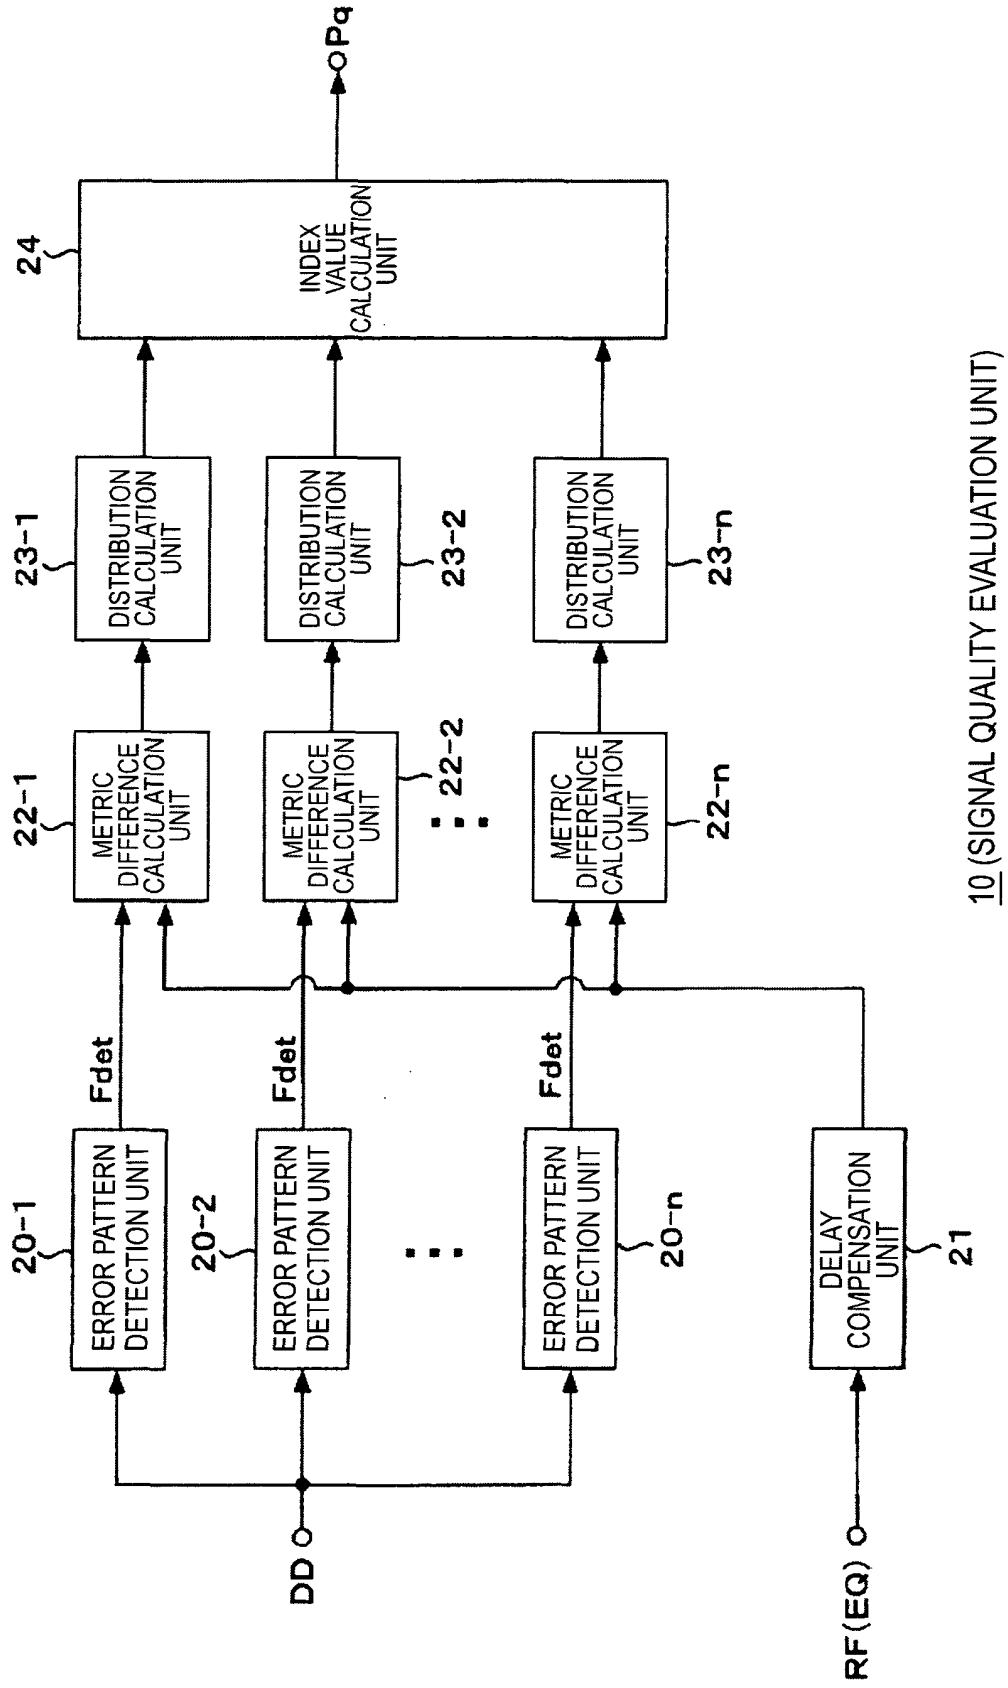 20-1
ERROR PATTERN
DETECTION UNIT
Fdet
22-1
METRIC
DIFFERENCE
CALCULATION
UNIT
23-1
DISTRIBUTION
CALCULATION
UNIT
24
INDEX
VALUE
CALCULATION
UNIT
Pq
DD
20-2
ERROR PATTERN
DETECTION UNIT
Fdet
METRIC
DIFFERENCE
CALCULATION
UNIT
22-2
DISTRIBUTION
CALCULATION
UNIT
23-2
ERROR PATTERN
DETECTION UNIT
20-n
Fdet
METRIC
DIFFERENCE
CALCULATION
UNIT
22-n
DISTRIBUTION
CALCULATION
UNIT
23-n
RF(EQ)
DELAY
COMPENSATION
UNIT
21
10 (SIGNAL QUALITY EVALUATION UNIT)